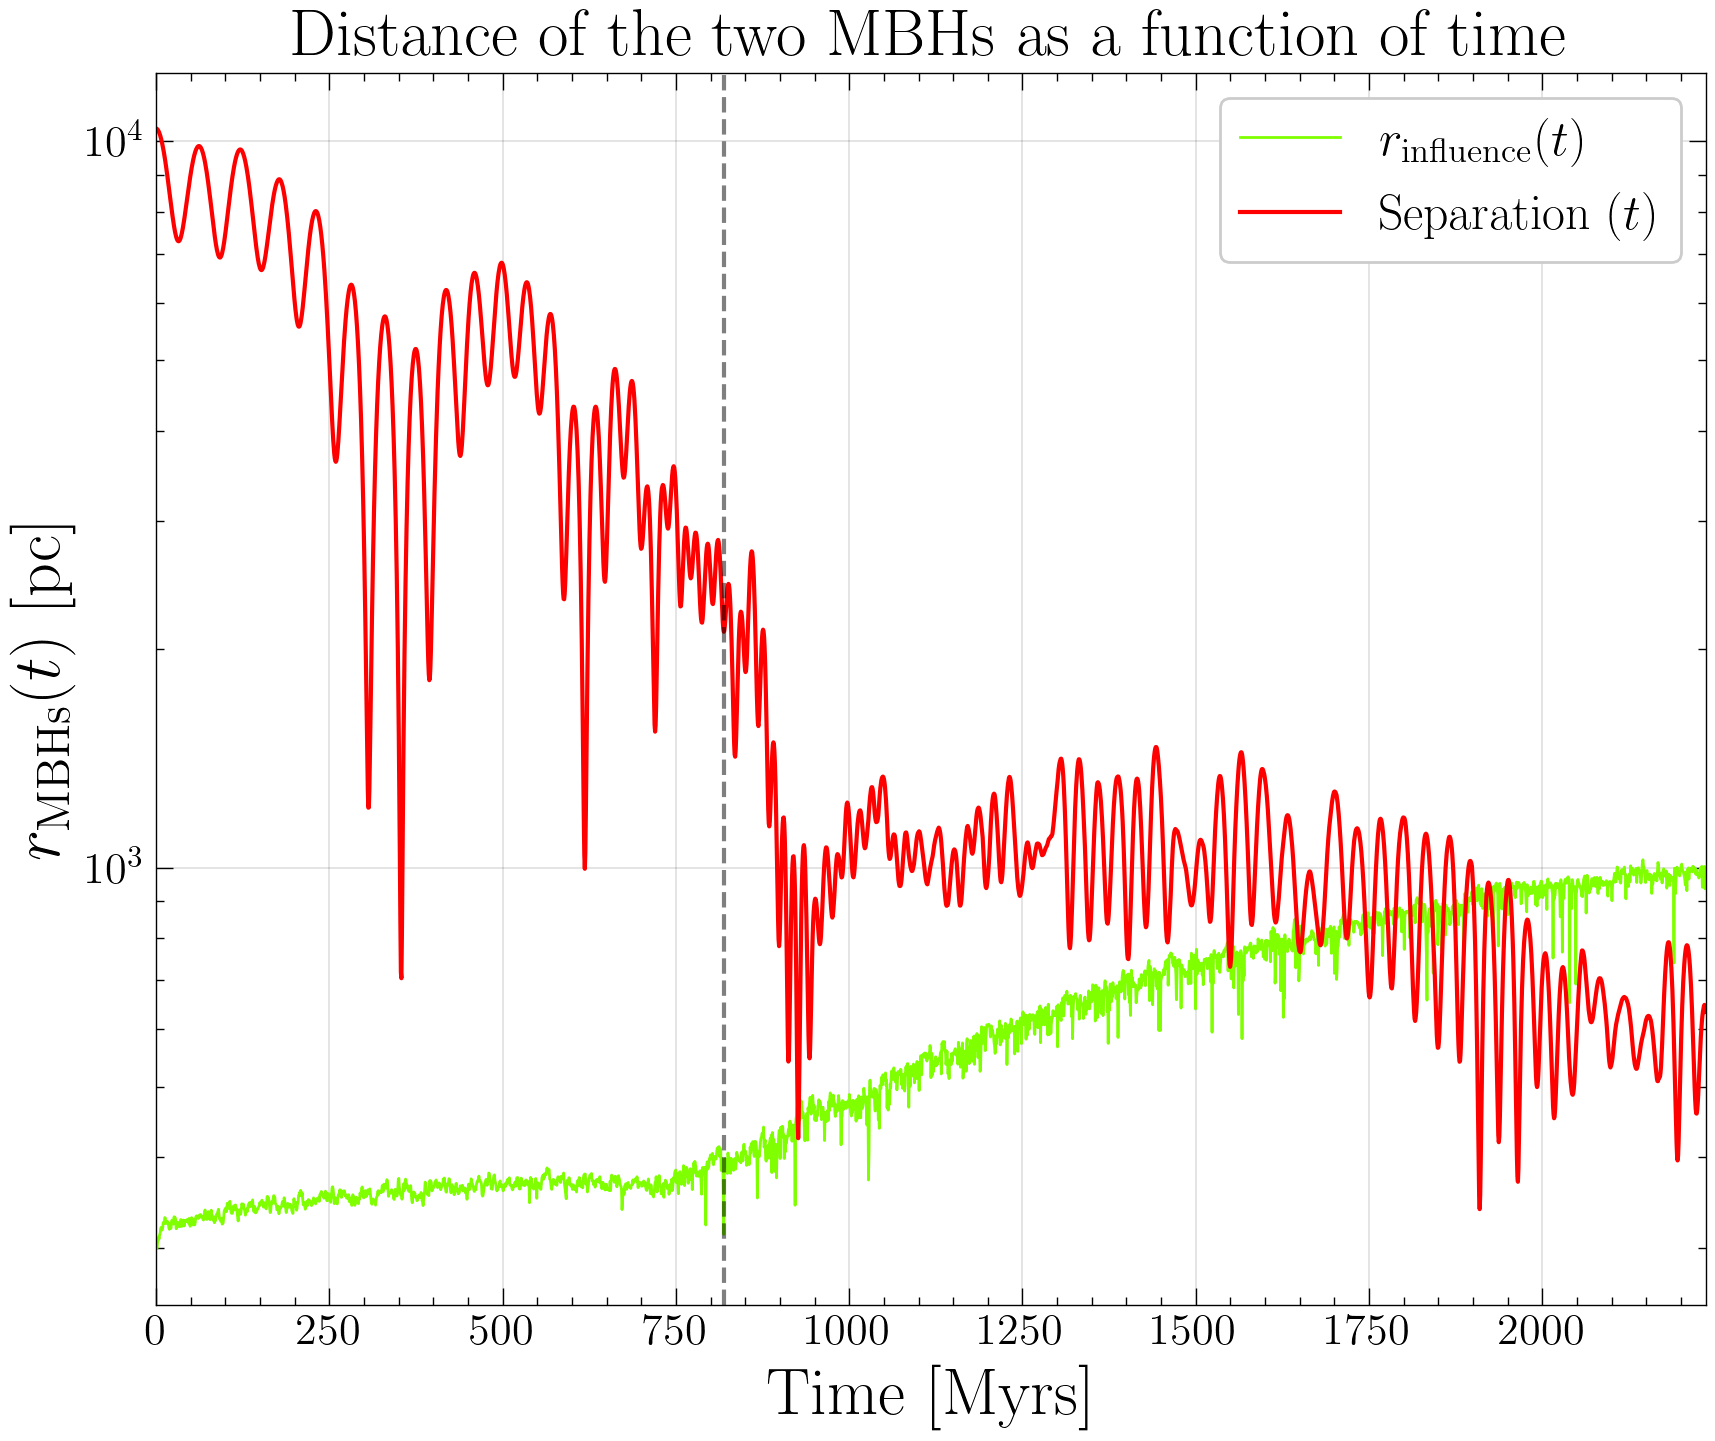 Distance of the two MBHs as a function of time
r_influence(t)
Separation (t)
r_MBHs(t) [pc]
10^4
10^3
0 250 500 750 1000 1250 1500 1750 2000
Time [Myrs]